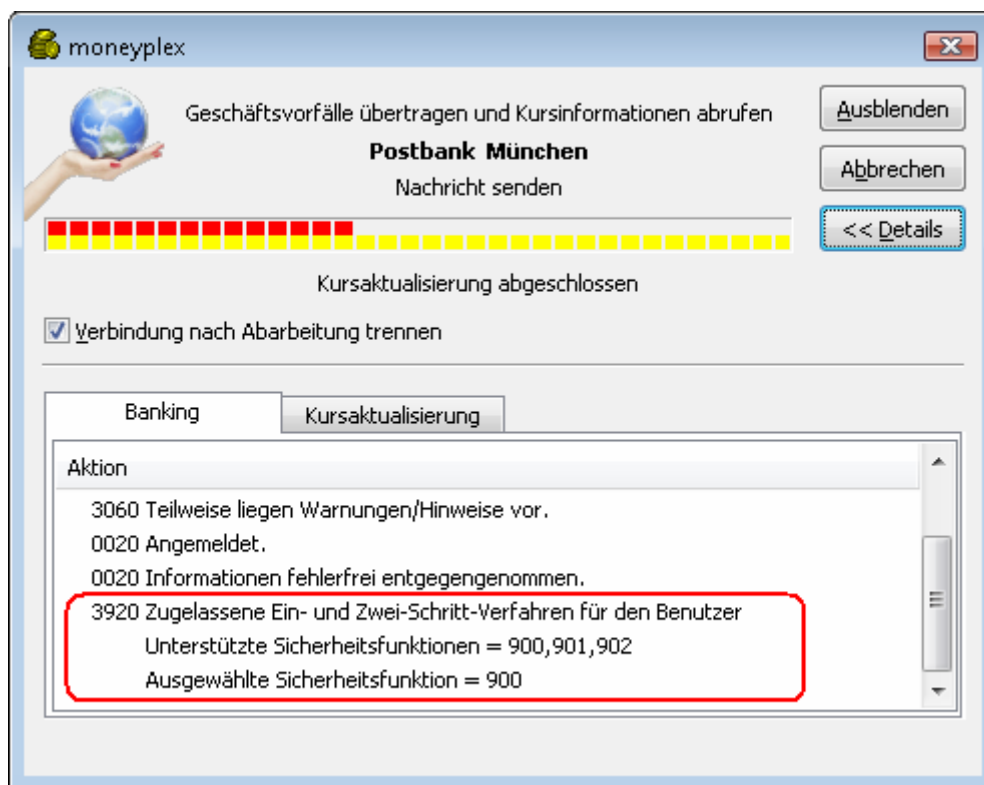 moneyplex
Geschäftsvorfälle übertragen und Kursinformationen abrufen
Postbank München
Nachricht senden
Ausblenden
Abbrechen
<< Details
Kursaktualisierung abgeschlossen
Verbindung nach Abarbeitung trennen
Banking
Kursaktualisierung
Aktion
3060 Teilweise liegen Warnungen/Hinweise vor.
0020 Angemeldet.
0020 Informationen fehlerfrei entgegengenommen.
3920 Zugelassene Ein- und Zwei-Schritt-Verfahren für den Benutzer
Unterstützte Sicherheitsfunktionen = 900,901,902
Ausgewählte Sicherheitsfunktion = 900